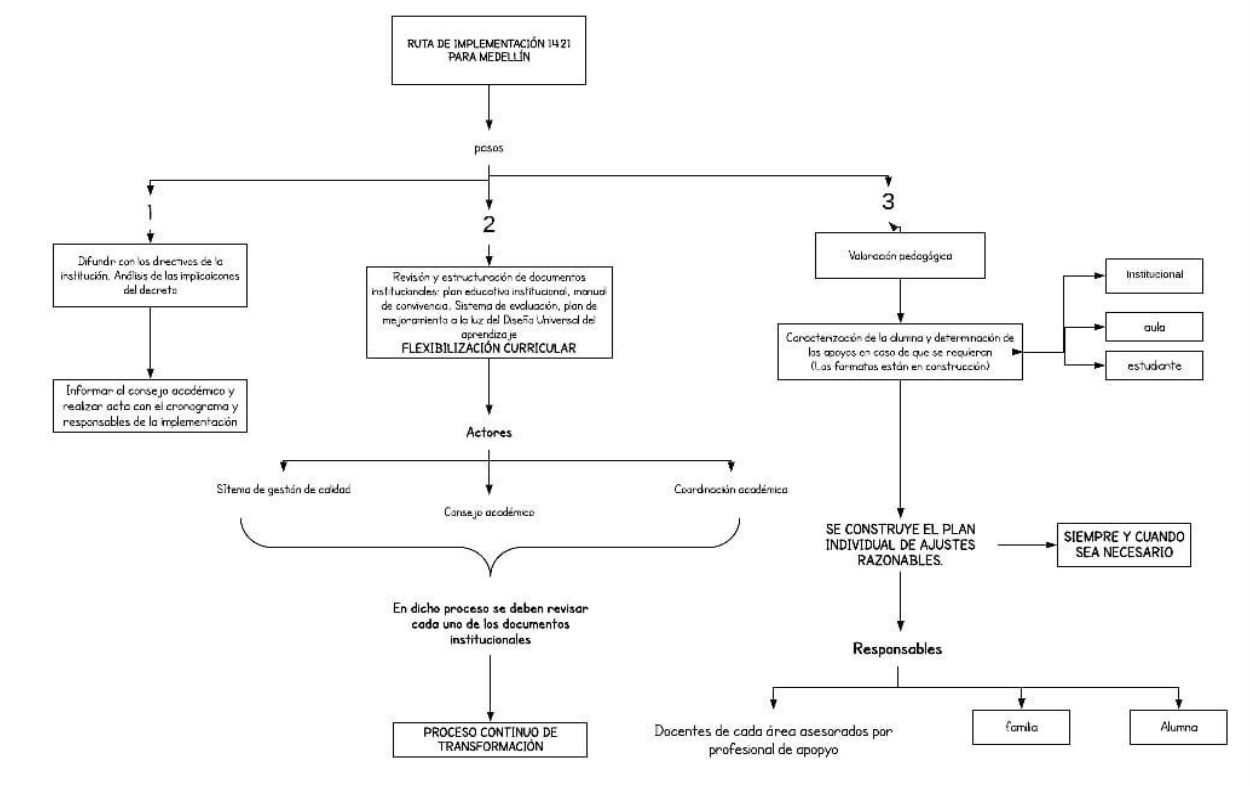 RUTA DE IMPLEMENTACIÓN 1421
PARA MEDELLÍN
pasos
1
Difundir con los directivos de la
institución. Análisis de las implicaicones
del decreto
Informar al consejo académico y
realizar acta con el cronograma y
responsables de la implementación
2
Revisión y estructuración de documentos
institucionales: plan educativo institucional, manual
de convivencia, Sistema de evaluación, plan de
mejoramiento a la luz del Diseño Universal del
aprendizaje
FLEXIBILIZACIÓN CURRICULAR
Actores
Sítema de gestión de calidad
Consejo académico
Coordinación académica
En dicho proceso se deben revisar
cada uno de los documentos
institucionales
PROCESO CONTINUO DE
TRANSFORMACIÓN
3
Valoración pedagógica
Caracterización de la alumna y determinación de
los apoyos en caso de que se requieran
(Los formatos están en construcción)
Institucional
aula
estudiante
SE CONSTRUYE EL PLAN
INDIVIDUAL DE AJUSTES
RAZONABLES.
SIEMPRE Y CUANDO
SEA NECESARIO
Responsables
Docentes de cada área asesorados por
profesional de apopyo
familia
Alumna